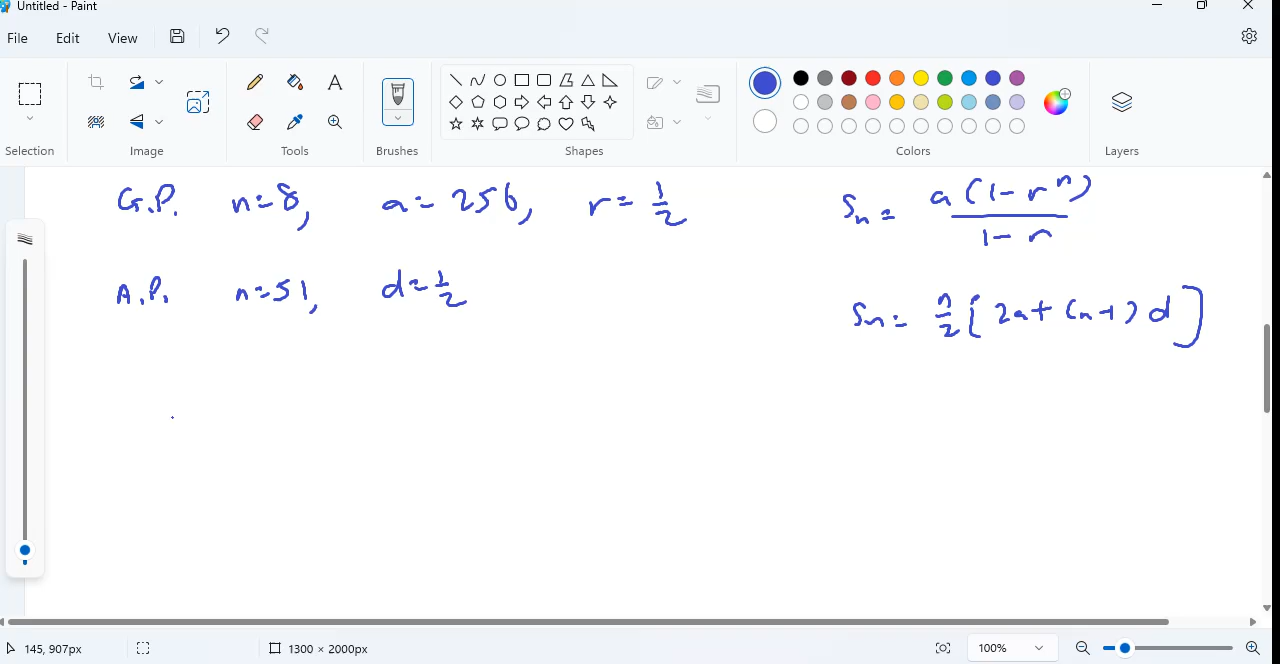 Untitled - Paint
File Edit View
Selection Image Tools Brushes Shapes Colors Layers
G.P. n=8, a=256, r=1/2 Sn = a(1-r^n)/1-r
A.P. n=51, d=1/2 Sn = n/2[2a+(n-1)d]
145, 907px 1300 × 2000px 100%